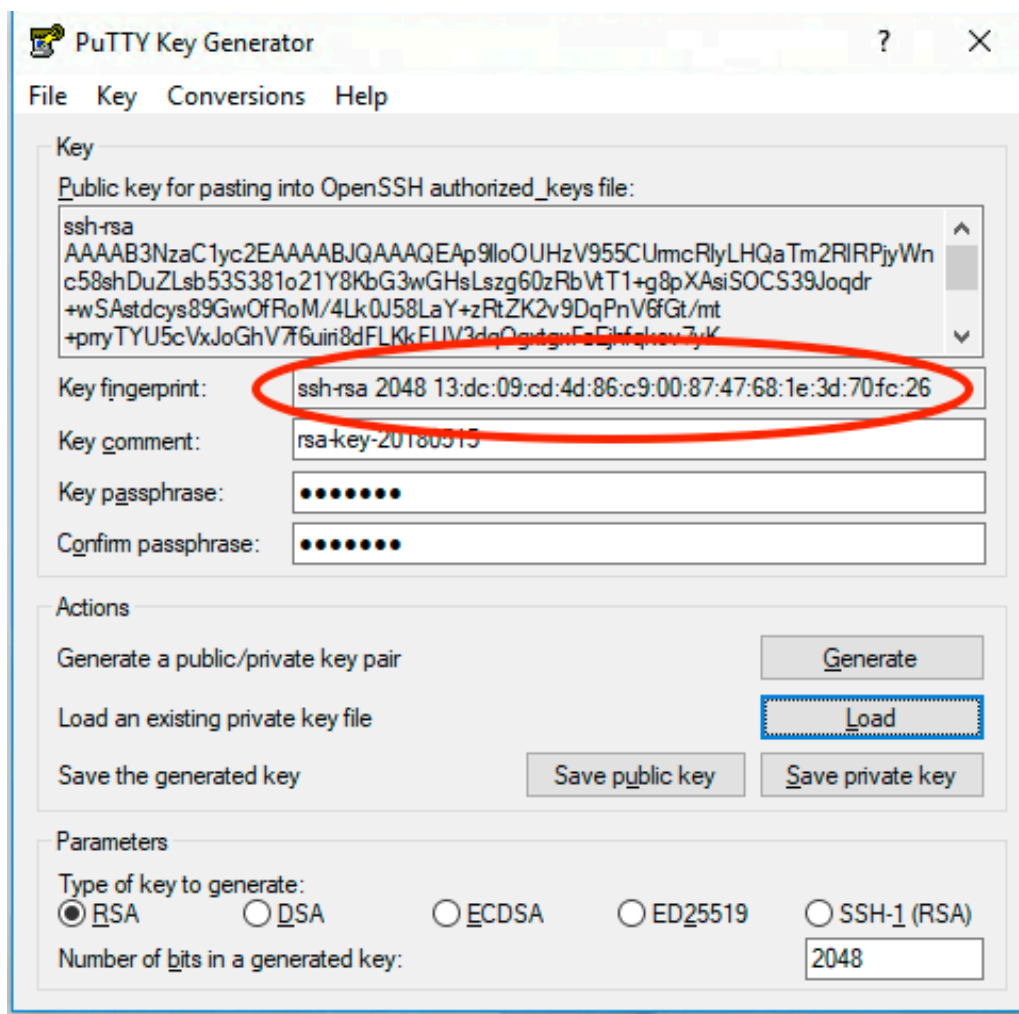 PuTTY Key Generator ?
File Key Conversions Help
Key
Public key for pasting into OpenSSH authorized_keys file:
ssh-rsa
AAAAB3NzaC1yc2EAAAABJQAAAQEAp9lloOUHzV955CUrmcRlyLHQaTm2RIRPjyWn
c58shDuZLsb53S381o21Y8KbG3wGHsLszg60zRbVtT1+g8pXAsiSOCS39Joqdr
+wSAstdcys89GwOfRoM/4Lk0J58LaY+zRtZK2v9DqPnV6fGt/mt
Key fingerprint: ssh-rsa 2048 13:dc:09:cd:4d:86:c9:00:87:47:68:1e:3d:70:fc:26
Key comment: rsa-key-20180515
Key passphrase: •••••••
Confirm passphrase: •••••••
Actions
Generate a public/private key pair Generate
Load an existing private key file Load
Save the generated key Save public key Save private key
Parameters
Type of key to generate:
RSA DSA ECDSA ED25519 SSH-1 (RSA)
Number of bits in a generated key: 2048